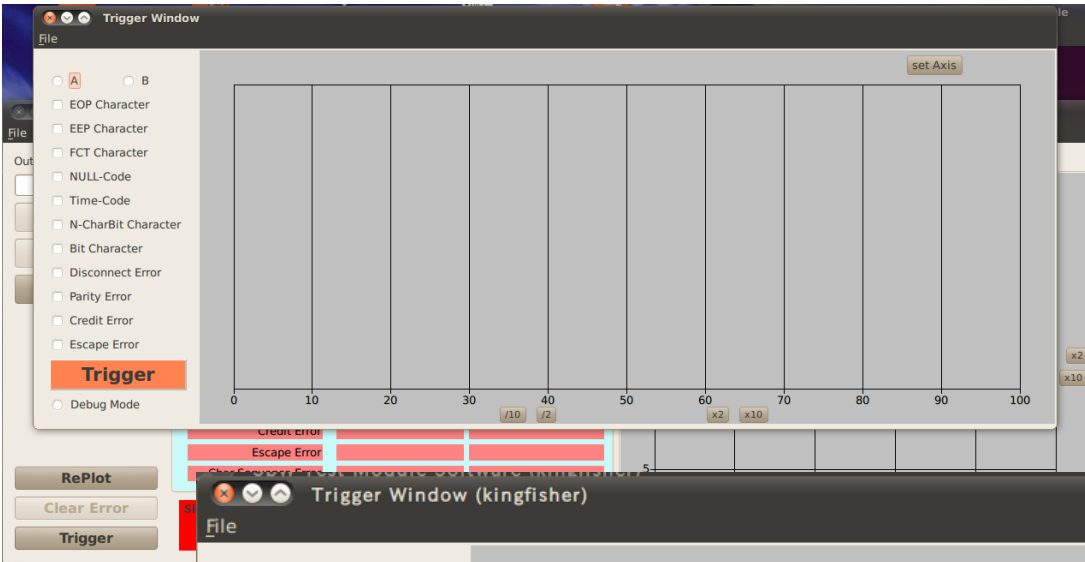 Trigger Window
File
A B
EOP Character
EEP Character
FCT Character
NULL-Code
Time-Code
N-CharBit Character
Bit Character
Disconnect Error
Parity Error
Credit Error
Escape Error
Trigger
Debug Mode
set Axis
0 10 20 30 40 50 60 70 80 90 100
/10 /2 x2 x10
File
Out
x2
x10
Credit Error
Escape Error
5
RePlot
Clear Error
Trigger
Trigger Window (kingfisher)
File